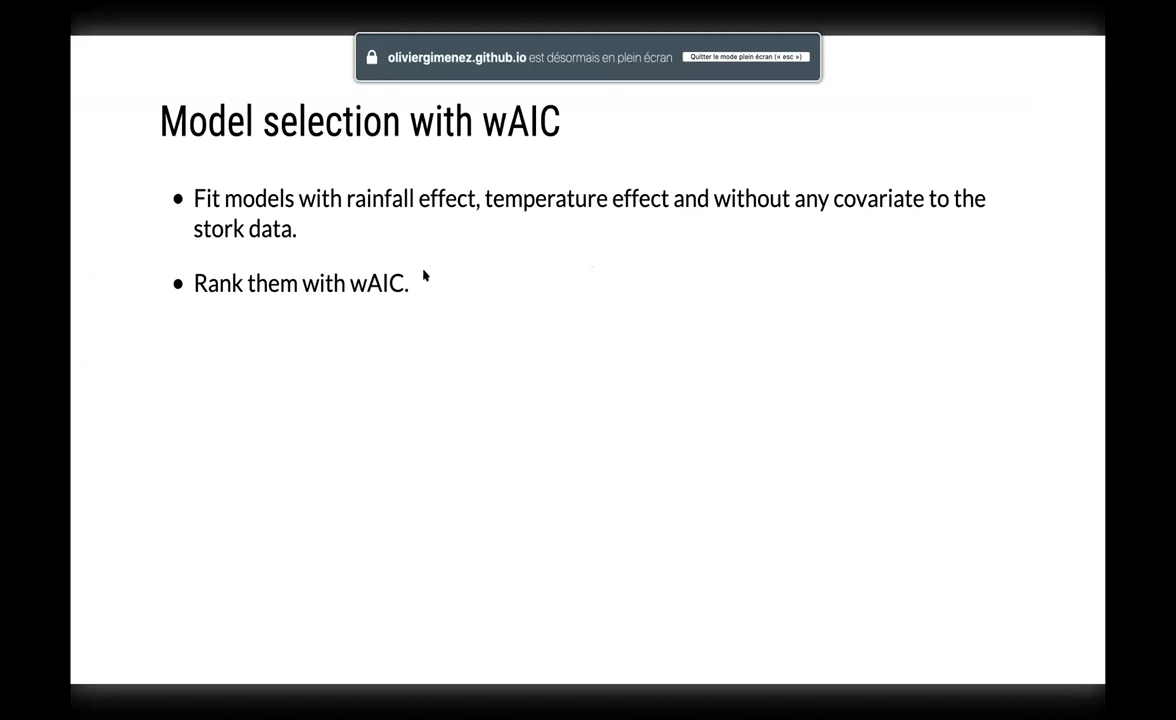 oliviergimenez.github.io est désormais en plein écran Quitter le mode plein écran (« esc »)
Model selection with wAIC
• Fit models with rainfall effect, temperature effect and without any covariate to the
stork data.
• Rank them with wAIC.